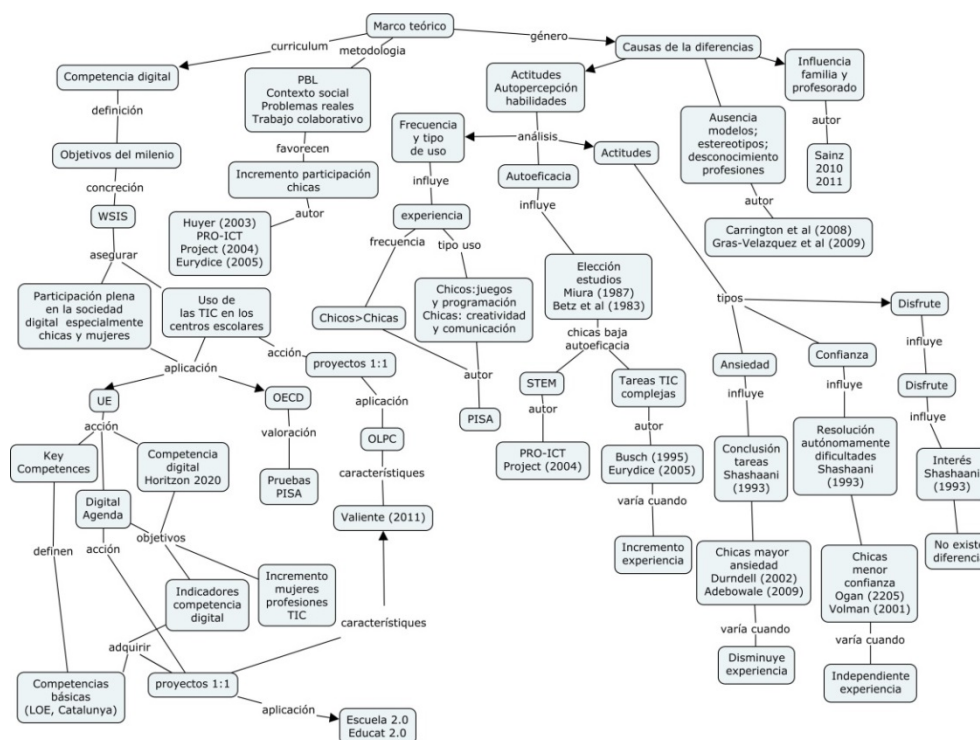 Marco teórico
curriculum
metodologia
género
Competencia digital
PBL
Contexto social
Problemas reales
Trabajo colaborativo
Causas de la diferencias
Actitudes
Autopercepción
habilidades
Influencia
familia y
profesorado
definición
Objetivos del milenio
favorecen
Incremento participación
chicas
autor
Huyer (2003)
PRO-ICT
Project (2004)
Eurydice (2005)
Frecuencia
y tipo
de uso
análisis
Actitudes
Autoeficacia
Ausencia
modelos;
estereotipos;
desconocimiento
profesiones
autor
Sainz
2010
2011
autor
Carrington et al (2008)
Gras-Velazquez et al (2009)
concreción
WSIS
asegurar
Participación plena
en la sociedad
digital especialmente
chicas y mujeres
Uso de
las TIC en los
centros escolares
influye
experiencia
frecuencia
tipo uso
Chicos>Chicas
Chicos:juegos
y programación
Chicas: creatividad
y comunicación
autor
PISA
influye
Elección
estudios
Miura (1987)
Betz et al (1983)
chicas baja
autoeficacia
STEM
autor
PRO-ICT
Project (2004)
Tareas TIC
complejas
autor
Busch (1995)
Eurydice (2005)
varía cuando
Incremento
experiencia
tipos
Ansiedad
influye
Conclusión
tareas
Shashaani
(1993)
Chicas mayor
ansiedad
Durndell (2002)
Adebowale (2009)
varía cuando
Disminuye
experiencia
Confianza
influye
Resolución
autónomamente
dificultades
Shashaani
(1993)
Chicas
menor
confianza
Ogan (2205)
Volman (2001)
varía cuando
Independiente
experiencia
Disfrute
influye
Disfrute
influye
Interés
Shashaani
(1993)
No existe
diferencia
aplicación
acción
proyectos 1:1
aplicación
OLPC
característiques
Valiente (2011)
UE
acción
OECD
valoración
Pruebas
PISA
Key
Competences
Competencia
digital
Horitzon 2020
Digital
Agenda
definen
acción
objetivos
Indicadores
competencia
digital
Incremento
mujeres
profesiones
TIC
característiques
adquirir
Competencias
básicas
(LOE, Catalunya)
proyectos 1:1
aplicación
Escuela 2.0
Educat 2.0